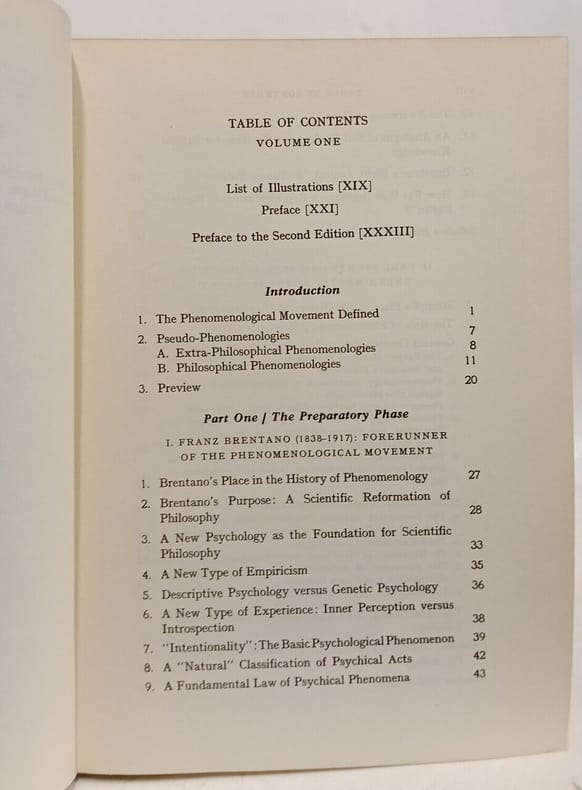 TABLE OF CONTENTS
VOLUME ONE
List of Illustrations [XIX]
Preface [XXI]
Preface to the Second Edition [XXXIII]
Introduction
1. The Phenomenological Movement Defined 1
2. Pseudo-Phenomenologies 7
A. Extra-Philosophical Phenomenologies 8
B. Philosophical Phenomenologies 11
3. Preview 20
Part One / The Preparatory Phase
I. FRANZ BRENTANO (1838–1917): FORERUNNER
OF THE PHENOMENOLOGICAL MOVEMENT
1. Brentano's Place in the History of Phenomenology 27
2. Brentano's Purpose: A Scientific Reformation of
Philosophy 28
3. A New Psychology as the Foundation for Scientific
Philosophy 33
4. A New Type of Empiricism 35
5. Descriptive Psychology versus Genetic Psychology 36
6. A New Type of Experience: Inner Perception versus
Introspection 38
7. "Intentionality": The Basic Psychological Phenomenon 39
8. A "Natural" Classification of Psychical Acts 42
9. A Fundamental Law of Psychical Phenomena 43